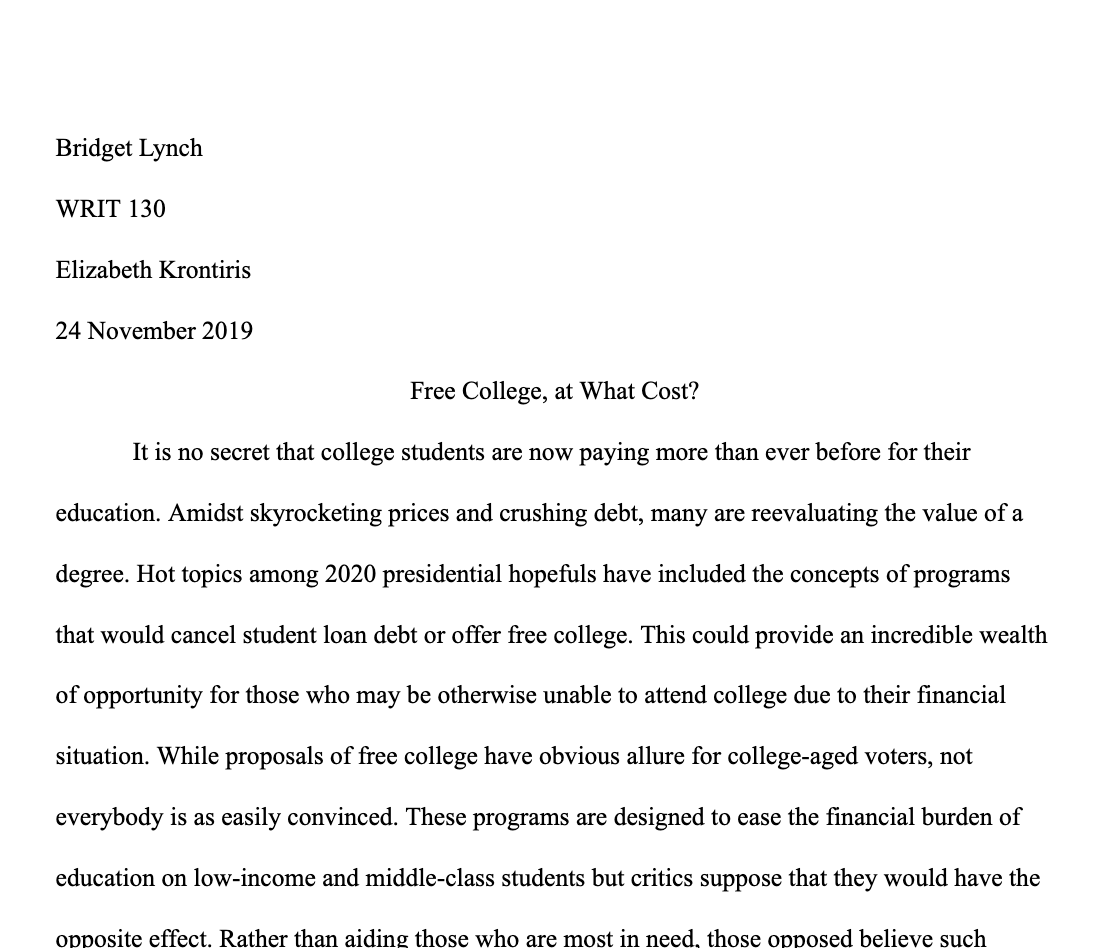 Bridget Lynch
WRIT 130
Elizabeth Krontiris
24 November 2019
Free College, at What Cost?
It is no secret that college students are now paying more than ever before for their
education. Amidst skyrocketing prices and crushing debt, many are reevaluating the value of a
degree. Hot topics among 2020 presidential hopefuls have included the concepts of programs
that would cancel student loan debt or offer free college. This could provide an incredible wealth
of opportunity for those who may be otherwise unable to attend college due to their financial
situation. While proposals of free college have obvious allure for college-aged voters, not
everybody is as easily convinced. These programs are designed to ease the financial burden of
education on low-income and middle-class students but critics suppose that they would have the
opposite effect. Rather than aiding those who are most in need, those opposed believe such